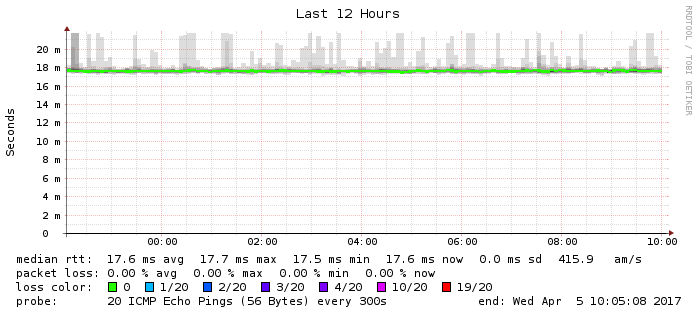 Last 12 Hours
RRDTOOL / TOBI OETIKER
Seconds
20 m
18 m
16 m
14 m
12 m
10 m
8 m
6 m
4 m
2 m
0
00:00 02:00 04:00 06:00 08:00 10:00
median rtt: 17.6 ms avg 17.7 ms max 17.5 ms min 17.6 ms now 0.0 ms sd 415.9 am/s
packet loss: 0.00 % avg 0.00 % max 0.00 % min 0.00 % now
loss color: 0 1/20 2/20 3/20 4/20 10/20 19/20
probe: 20 ICMP Echo Pings (56 Bytes) every 300s end: Wed Apr 5 10:05:08 2017